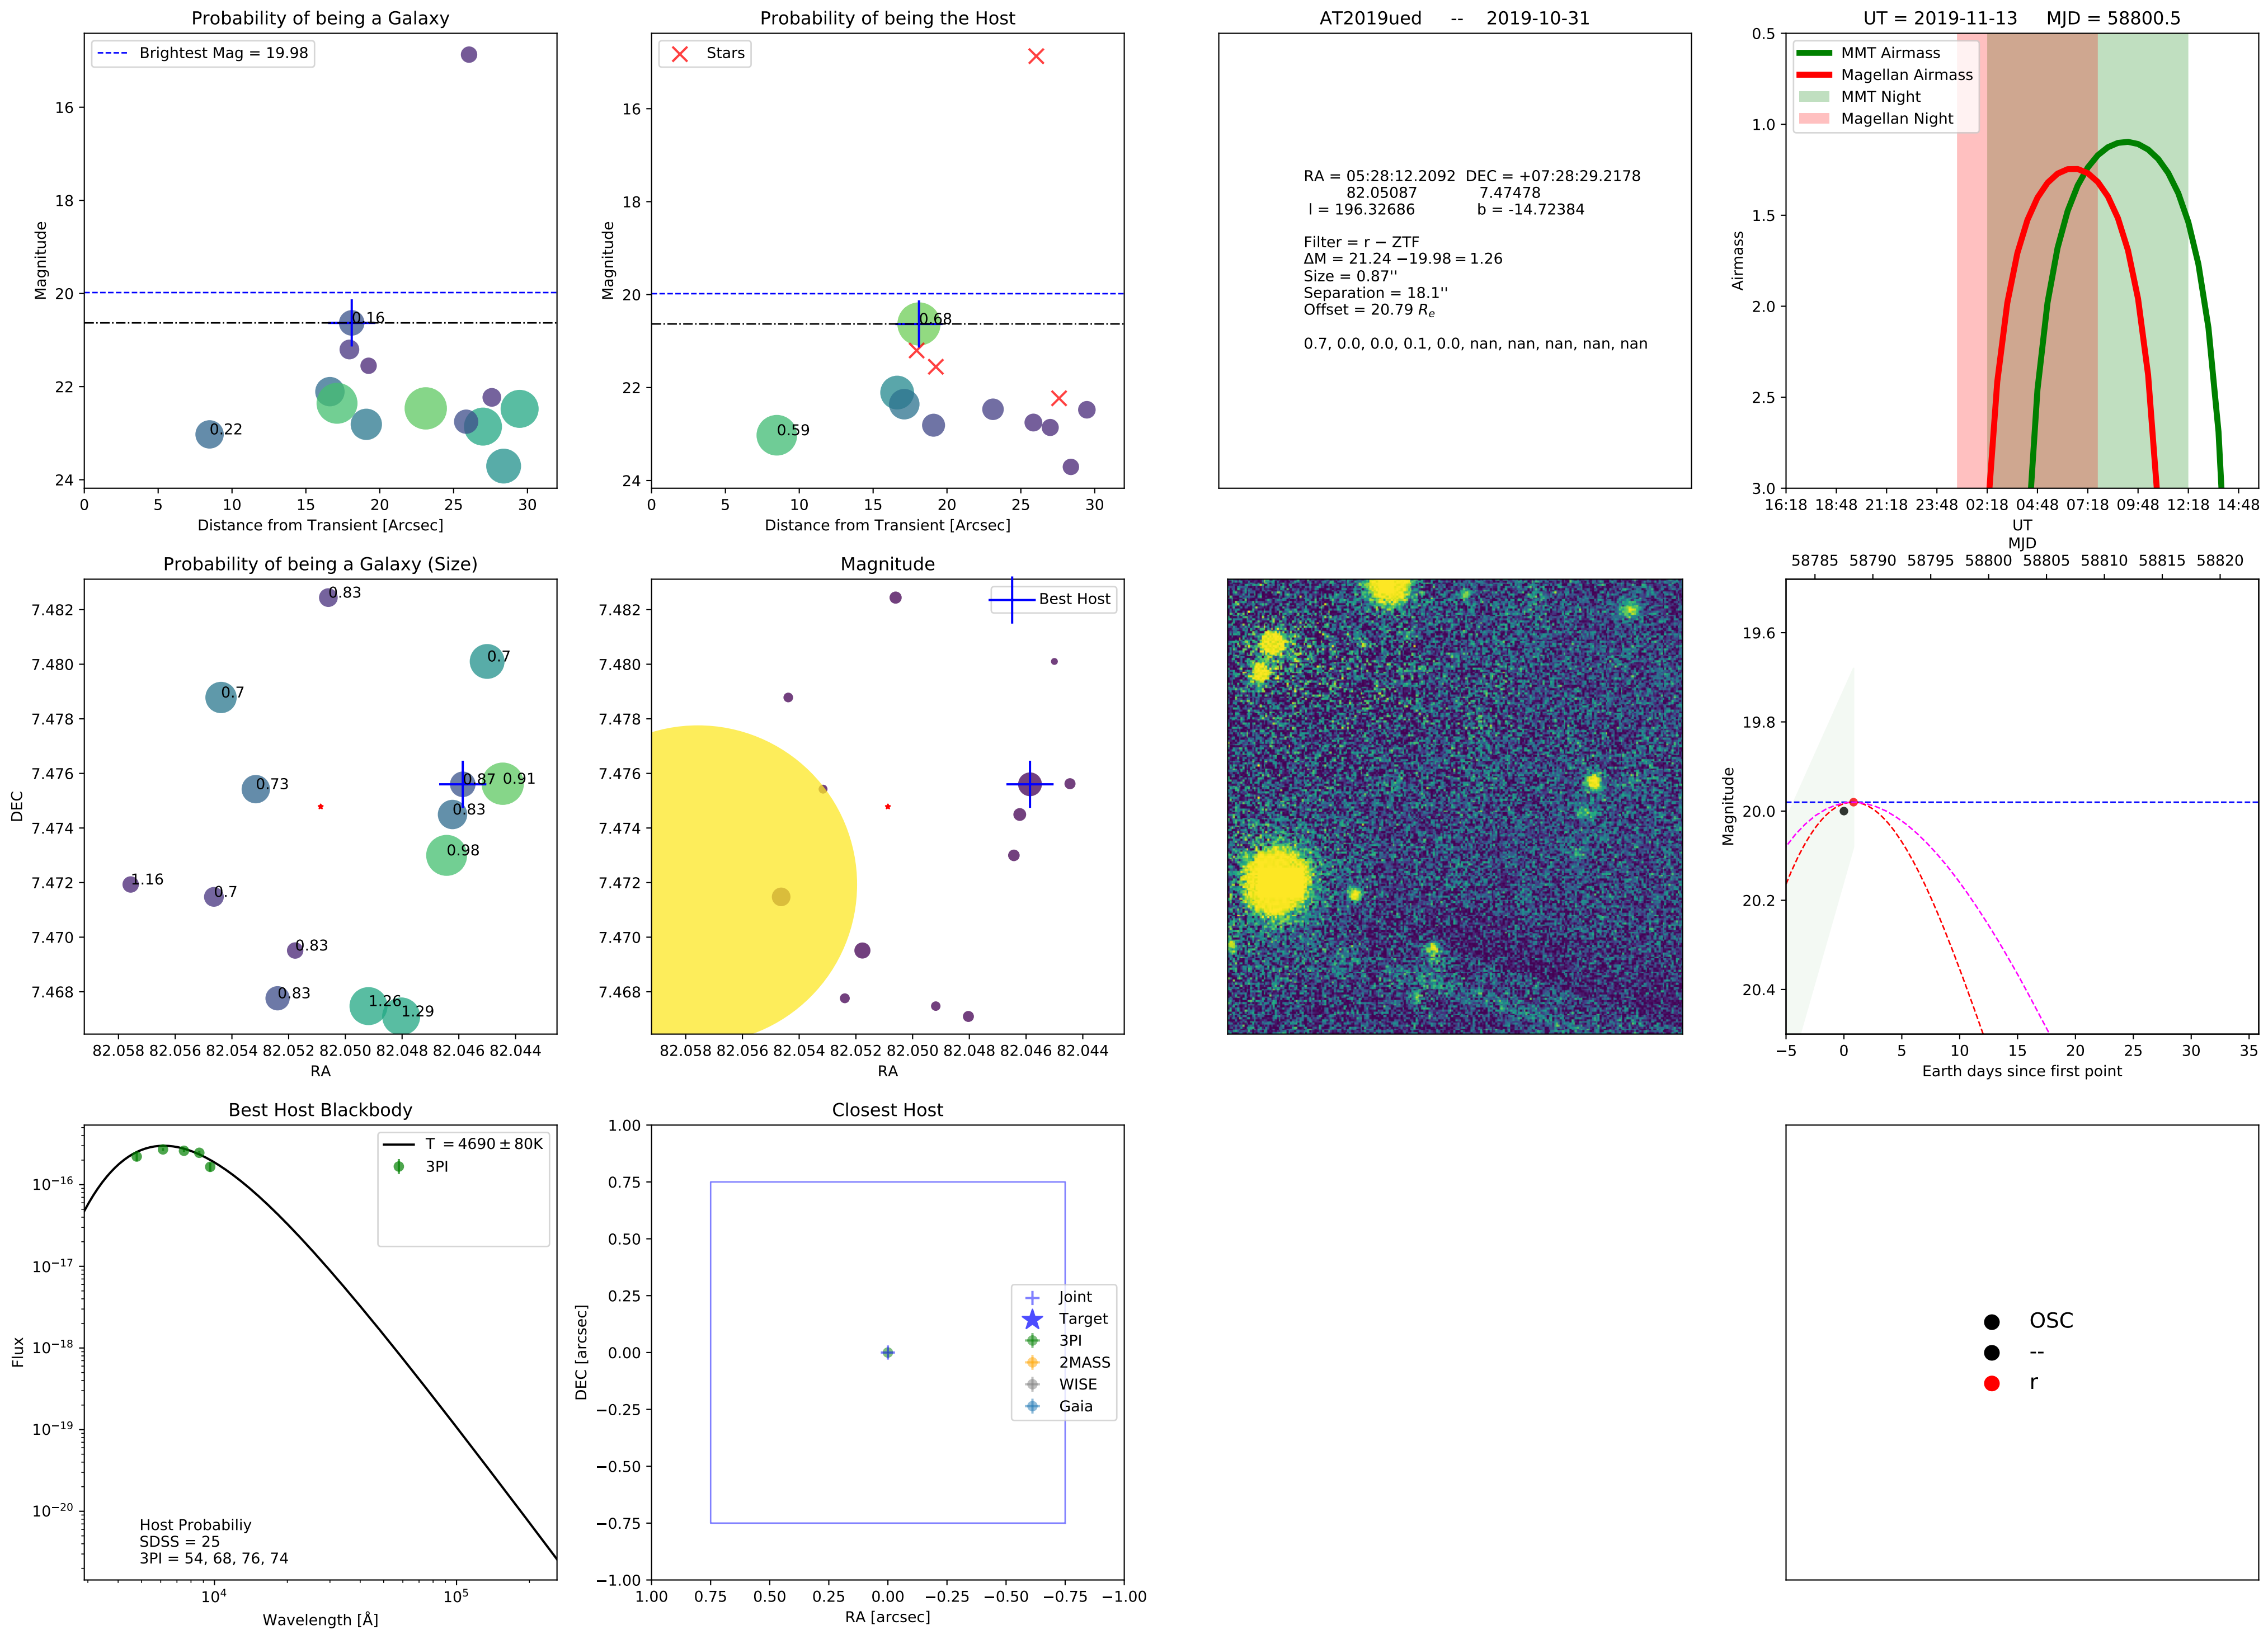 Probability of being a Galaxy
Brightest Mag = 19.98
0.16
0.22
16
18
20
22
24
Magnitude
0 5 10 15 20 25 30
Distance from Transient [Arcsec]
Probability of being the Host
Stars
0.68
0.59
16
18
20
22
24
Magnitude
0 5 10 15 20 25 30
Distance from Transient [Arcsec]
AT2019ued -- 2019-10-31
RA = 05:28:12.2092 DEC = +07:28:29.2178
82.05087 7.47478
l = 196.32686 b = -14.72384
Filter = r − ZTF
ΔM = 21.24 −19.98 = 1.26
Size = 0.87''
Separation = 18.1''
Offset = 20.79 Re
0.7, 0.0, 0.0, 0.1, 0.0, nan, nan, nan, nan, nan
UT = 2019-11-13 MJD = 58800.5
MMT Airmass
Magellan Airmass
MMT Night
Magellan Night
0.5
1.0
1.5
2.0
2.5
3.0
Airmass
16:18 18:48 21:18 23:48 02:18 04:48 07:18 09:48 12:18 14:48
UT
Probability of being a Galaxy (Size)
0.83
0.7
0.7
0.73
0.87
0.91
0.83
0.98
1.16
0.7
0.83
0.83
1.26
1.29
7.482
7.480
7.478
7.476
7.474
7.472
7.470
7.468
DEC
82.058 82.056 82.054 82.052 82.050 82.048 82.046 82.044
RA
Magnitude
Best Host
7.482
7.480
7.478
7.476
7.474
7.472
7.470
7.468
82.058 82.056 82.054 82.052 82.050 82.048 82.046 82.044
RA
MJD
58785 58790 58795 58800 58805 58810 58815 58820
19.6
19.8
20.0
20.2
20.4
Magnitude
−5 0 5 10 15 20 25 30 35
Earth days since first point
Best Host Blackbody
T = 4690 ± 80K
3PI
10−16
10−17
10−18
10−19
10−20
Flux
Host Probabiliy
SDSS = 25
3PI = 54, 68, 76, 74
104 105
Wavelength [Å]
Closest Host
Joint
Target
3PI
2MASS
WISE
Gaia
1.00
0.75
0.50
0.25
0.00
−0.25
−0.50
−0.75
−1.00
DEC [arcsec]
1.00 0.75 0.50 0.25 0.00 −0.25 −0.50 −0.75 −1.00
RA [arcsec]
OSC
--
r